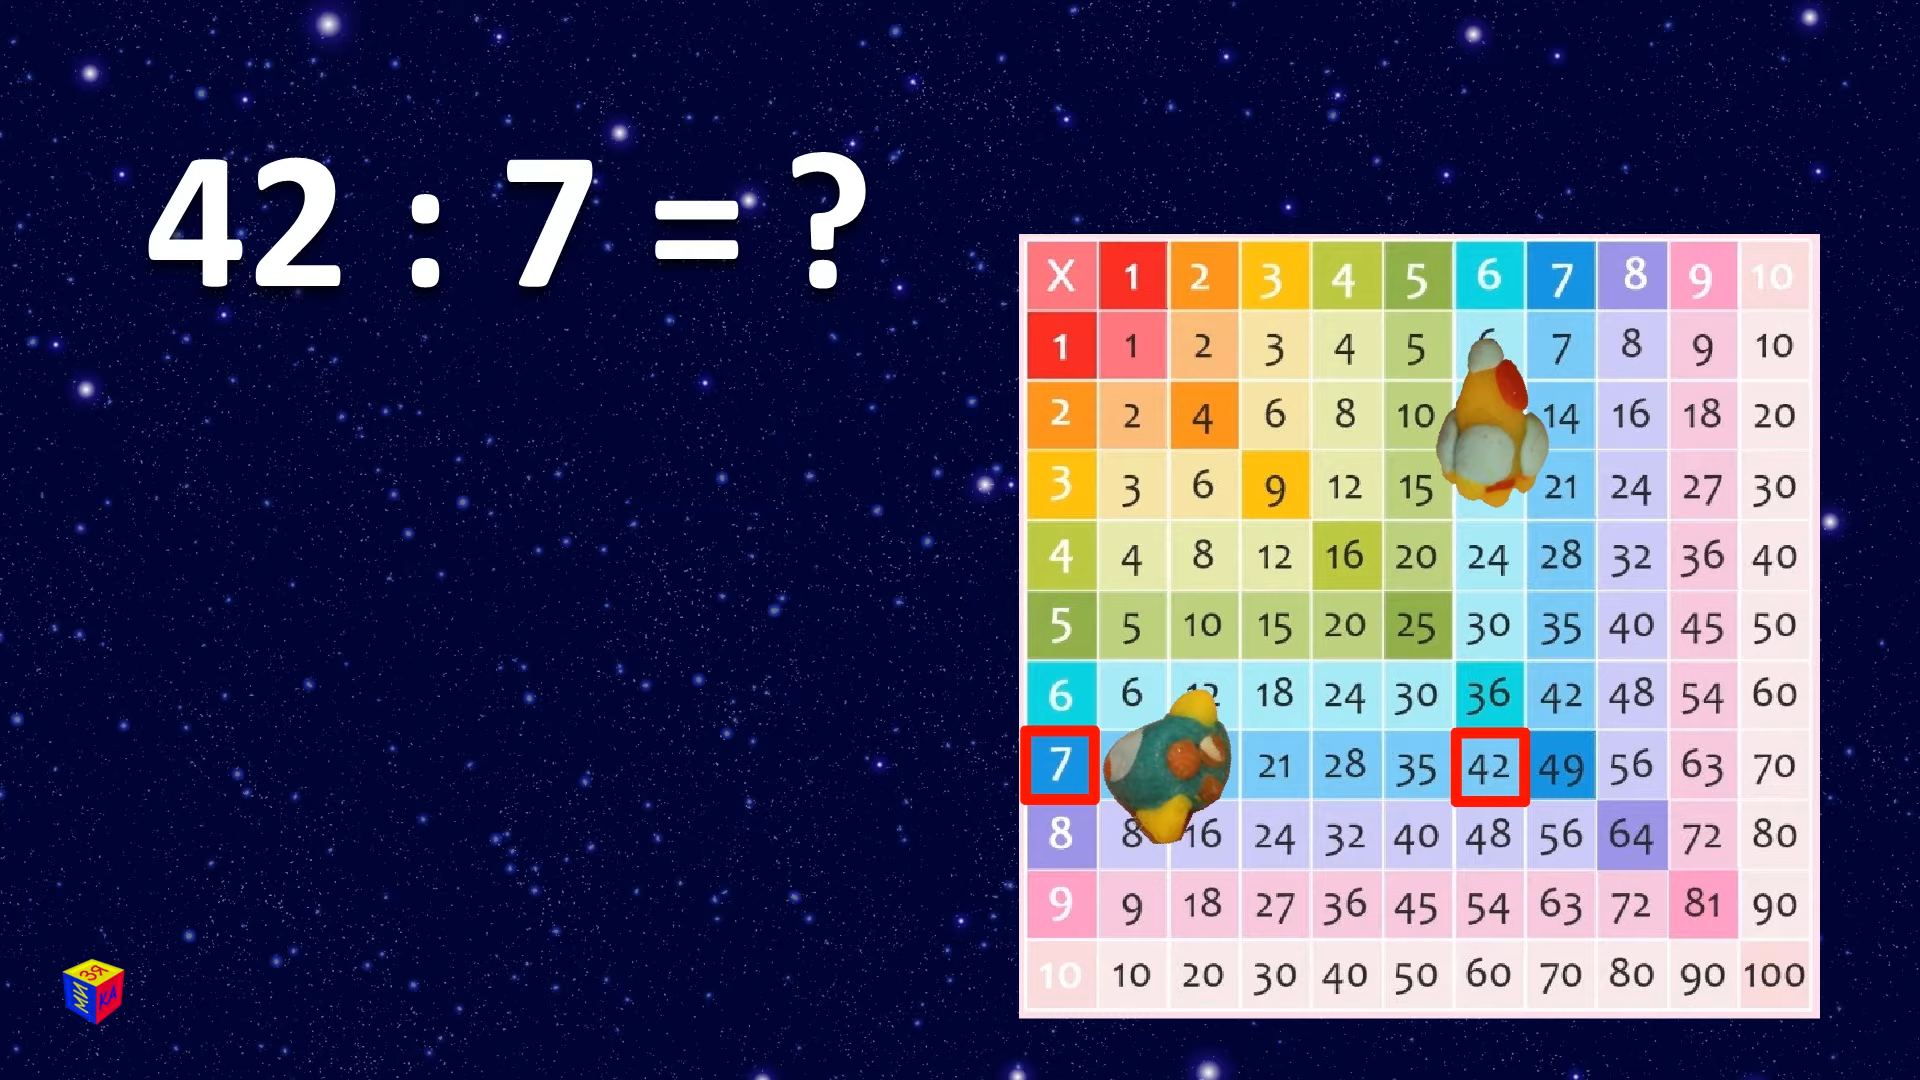 42 : 7 = ?
X 1 2 3 4 5 6 7 8 9 10
1 1 2 3 4 5 6 7 8 9 10
2 2 4 6 8 10 14 16 18 20
3 3 6 9 12 15 21 24 27 30
4 4 8 12 16 20 24 28 32 36 40
5 5 10 15 20 25 30 35 40 45 50
6 6 12 18 24 30 36 42 48 54 60
7 21 28 35 42 49 56 63 70
8 8 16 24 32 40 48 56 64 72 80
9 9 18 27 36 45 54 63 72 81 90
10 10 20 30 40 50 60 70 80 90 100
МИ
ЗЯ
КА